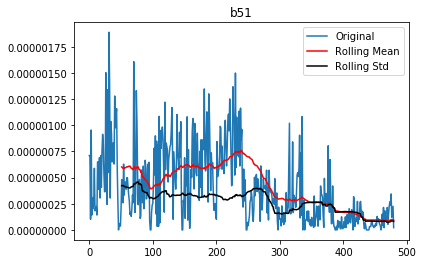 b51
Original
Rolling Mean
Rolling Std
0.00000175
0.00000150
0.00000125
0.00000100
0.00000075
0.00000050
0.00000025
0.00000000
0 100 200 300 400 500